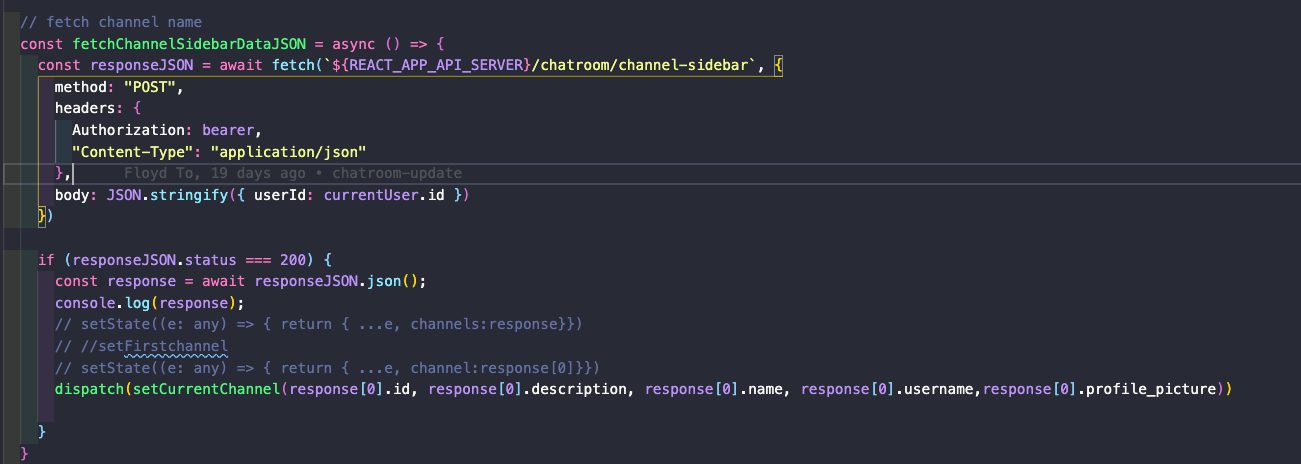 // fetch channel name
const fetchChannelSidebarDataJSON = async () => {
const responseJSON = await fetch(`${REACT_APP_API_SERVER}/chatroom/channel-sidebar`, {
method: "POST",
headers: {
Authorization: bearer,
"Content-Type": "application/json"
}, Floyd To, 19 days ago • chatroom-update
body: JSON.stringify({ userId: currentUser.id })
})
if (responseJSON.status === 200) {
const response = await responseJSON.json();
console.log(response);
// setState((e: any) => { return { ...e, channels:response}})
// //setFirstchannel
// setState((e: any) => { return { ...e, channel:response[0]}})
dispatch(setCurrentChannel(response[0].id, response[0].description, response[0].name, response[0].username,response[0].profile_picture))
}
}